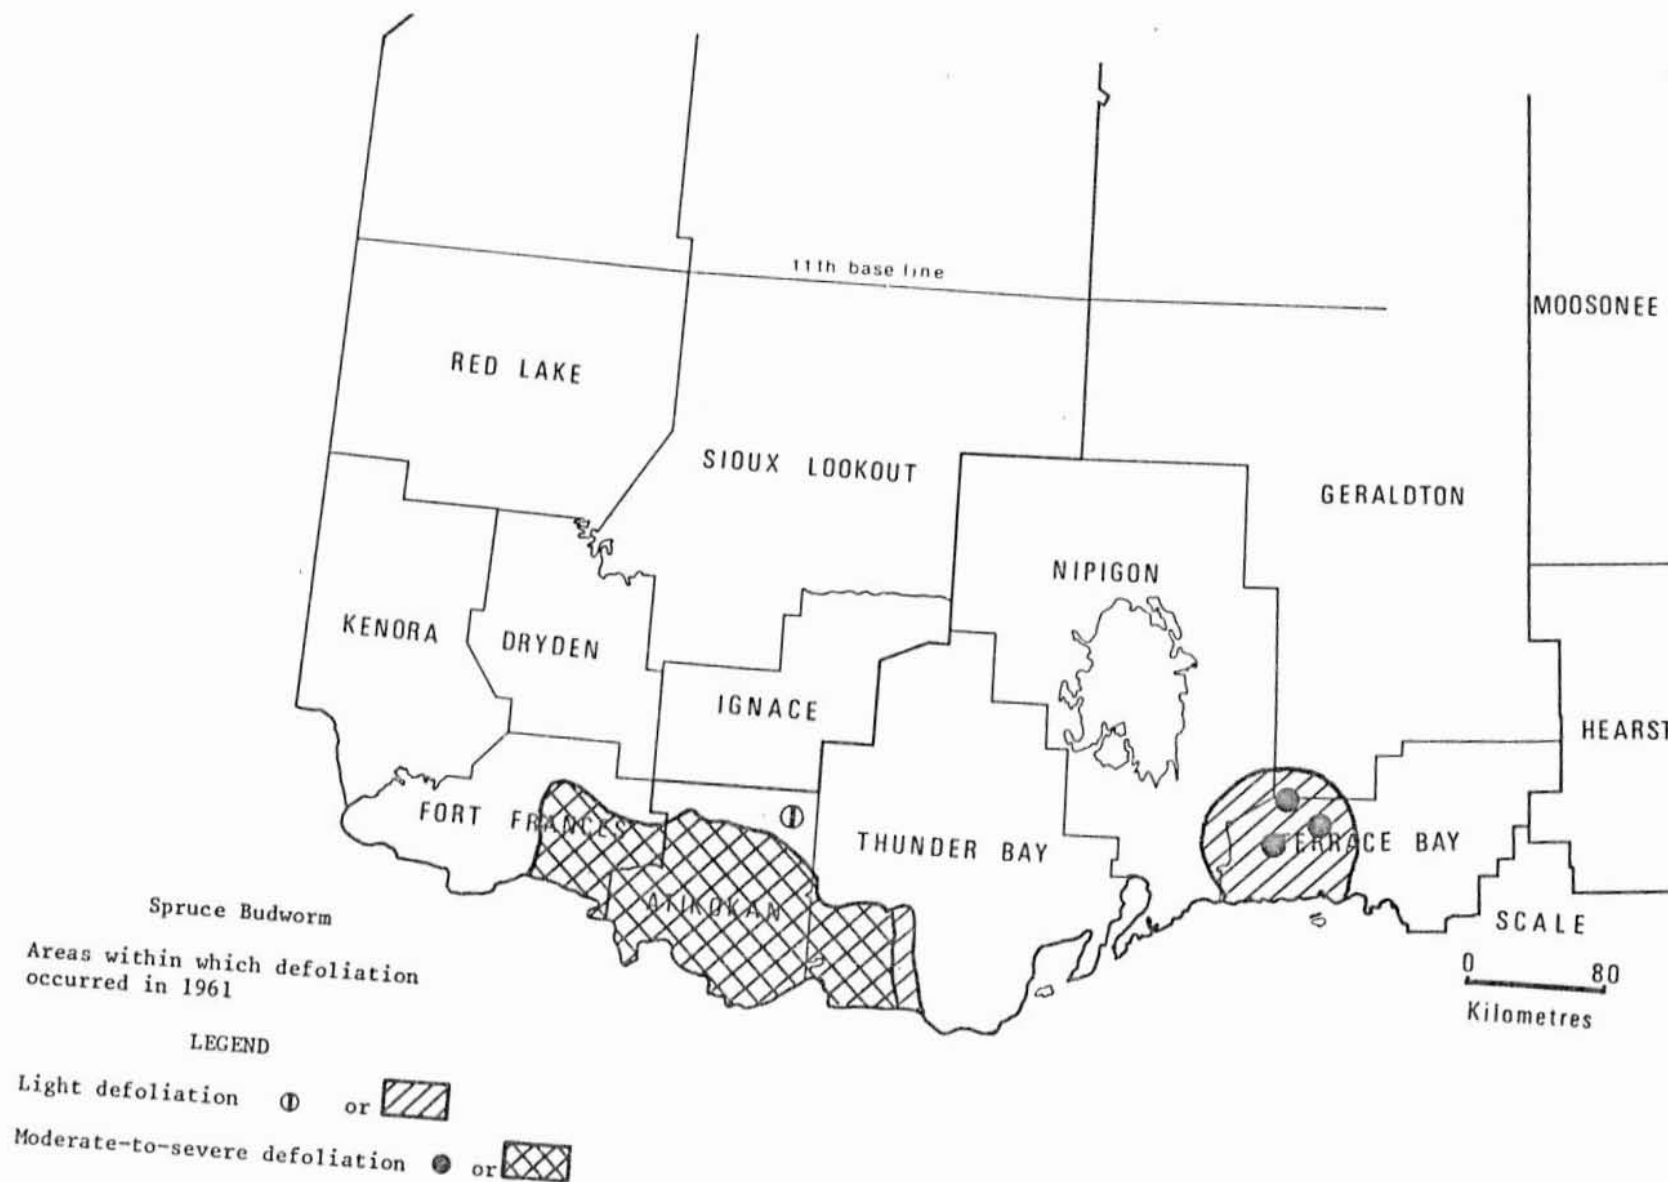 11th base line
MOOSONEE
RED LAKE
SIOUX LOOKOUT
GERALDTON
NIPIGON
KENORA
DRYDEN
IGNACE
HEARST
FORT FRANCES
THUNDER BAY
TERRACE BAY
ATIKOKAN
SCALE
0 80
Kilometres
Spruce Budworm
Areas within which defoliation
occurred in 1961
LEGEND
Light defoliation or
Moderate-to-severe defoliation or